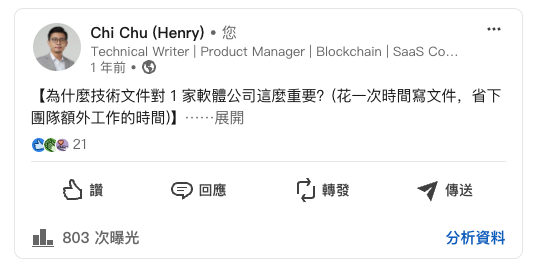 Chi Chu (Henry) • 您
Technical Writer | Product Manager | Blockchain | SaaS Co…
1 年前 •
【為什麼技術文件對 1 家軟體公司這麼重要？(花一次時間寫文件，省下
團隊額外工作的時間)】……展開
21
讚 回應 轉發 傳送
803 次曝光 分析資料